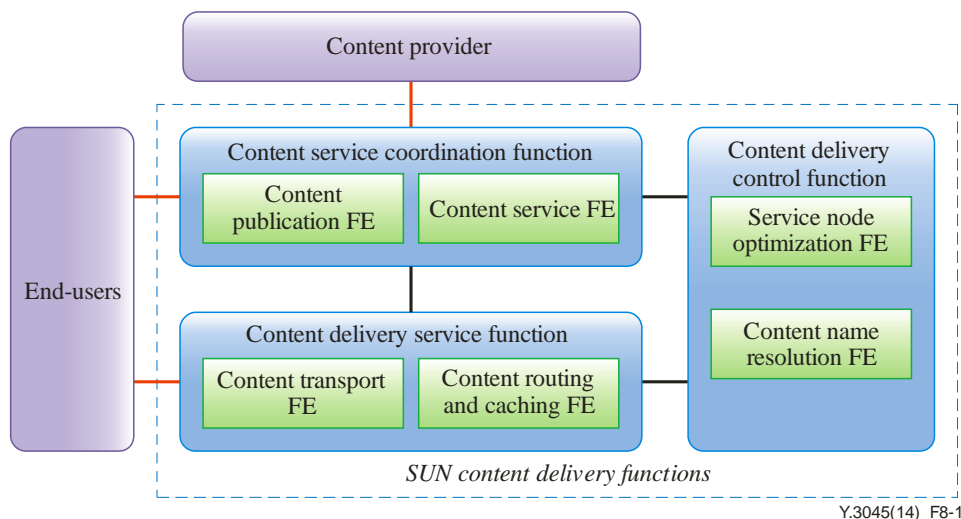 Content provider
End-users
Content service coordination function
Content
publication FE
Content service FE
Content delivery
control function
Service node
optimization FE
Content name
resolution FE
Content delivery service function
Content transport
FE
Content routing
and caching FE
SUN content delivery functions
Y.3045(14)_F8-1